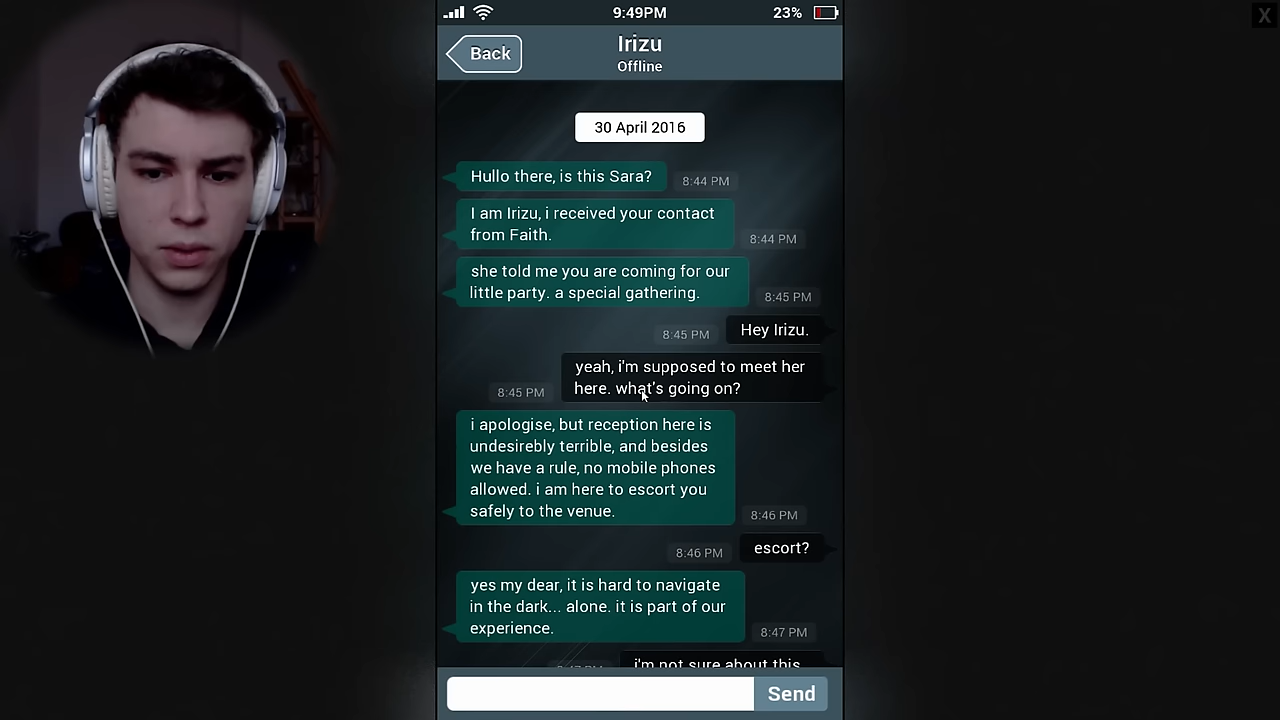 9:49PM
23%
X
Back
Irizu
Offline
30 April 2016
Hullo there, is this Sara?
8:44 PM
I am Irizu, i received your contact
from Faith.
8:44 PM
she told me you are coming for our
little party. a special gathering.
8:45 PM
8:45 PM
Hey Irizu.
yeah, i'm supposed to meet her
here. what's going on?
8:45 PM
i apologise, but reception here is
undesirebly terrible, and besides
we have a rule, no mobile phones
allowed. i am here to escort you
safely to the venue.
8:46 PM
8:46 PM
escort?
yes my dear, it is hard to navigate
in the dark... alone. it is part of our
experience.
8:47 PM
i'm not sure about this
Send